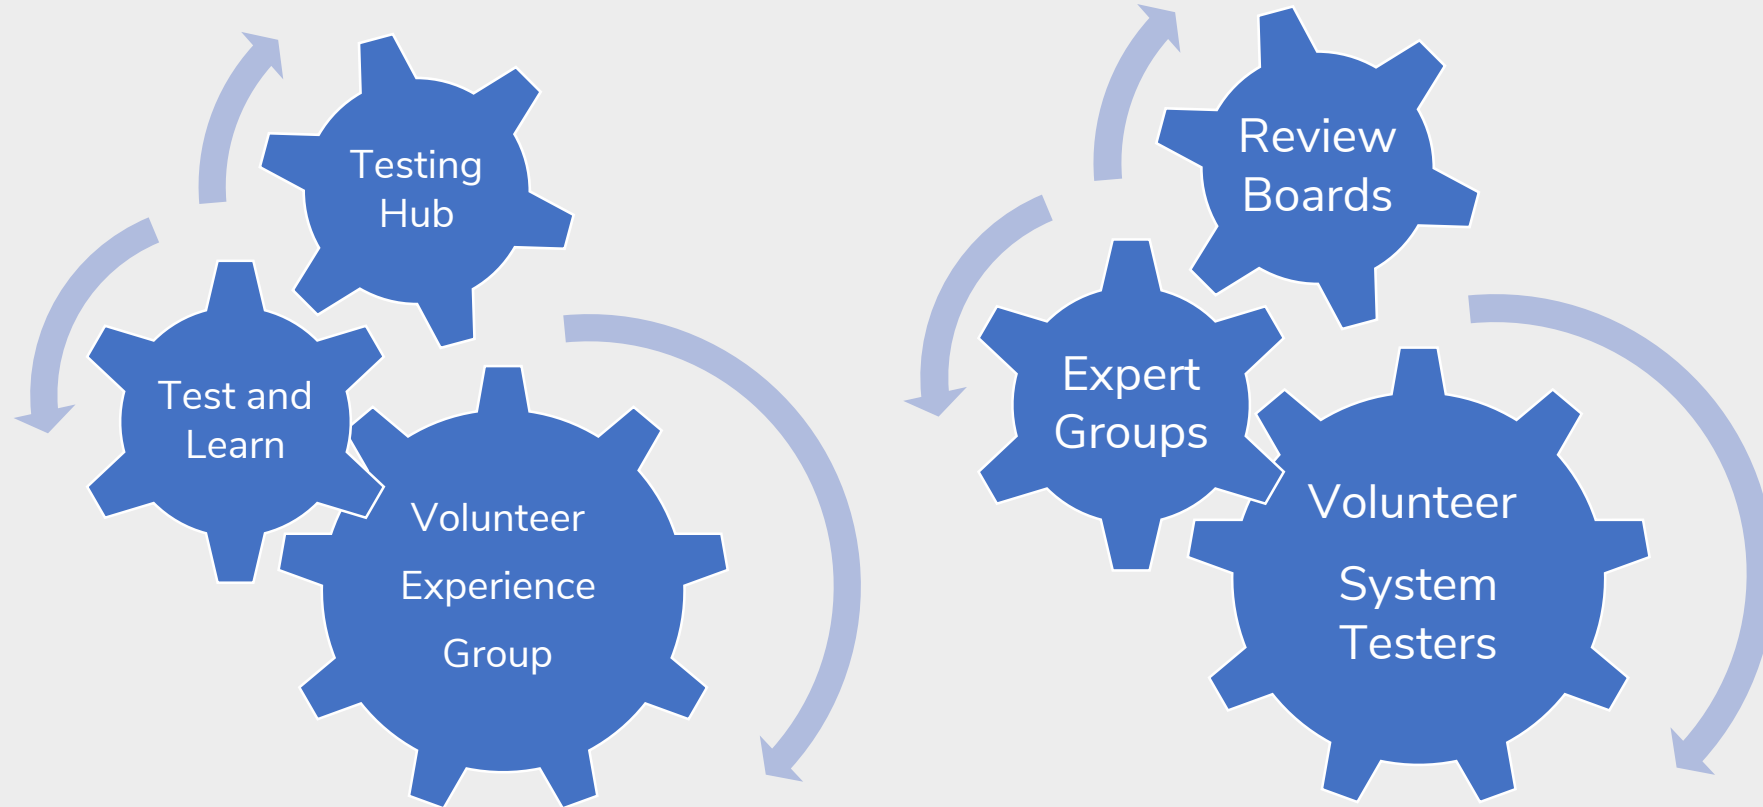 Testing
Hub
Test and
Learn
Volunteer
Experience
Group
Review
Boards
Expert
Groups
Volunteer
System
Testers